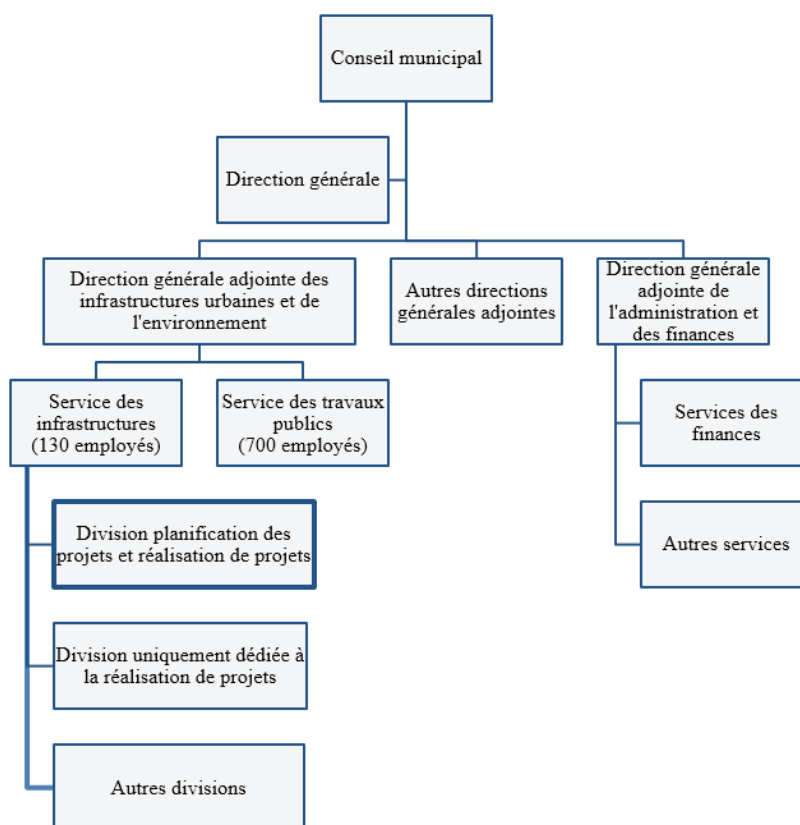 Conseil municipal
Direction générale
Direction générale adjointe des
infrastructures urbaines et de
l'environnement
Autres directions
générales adjointes
Direction générale
adjointe de
l'administration et
des finances
Service des
infrastructures
(130 employés)
Service des travaux
publics
(700 employés)
Services des
finances
Division planification des
projets et réalisation de projets
Autres services
Division uniquement dédiée à
la réalisation de projets
Autres divisions